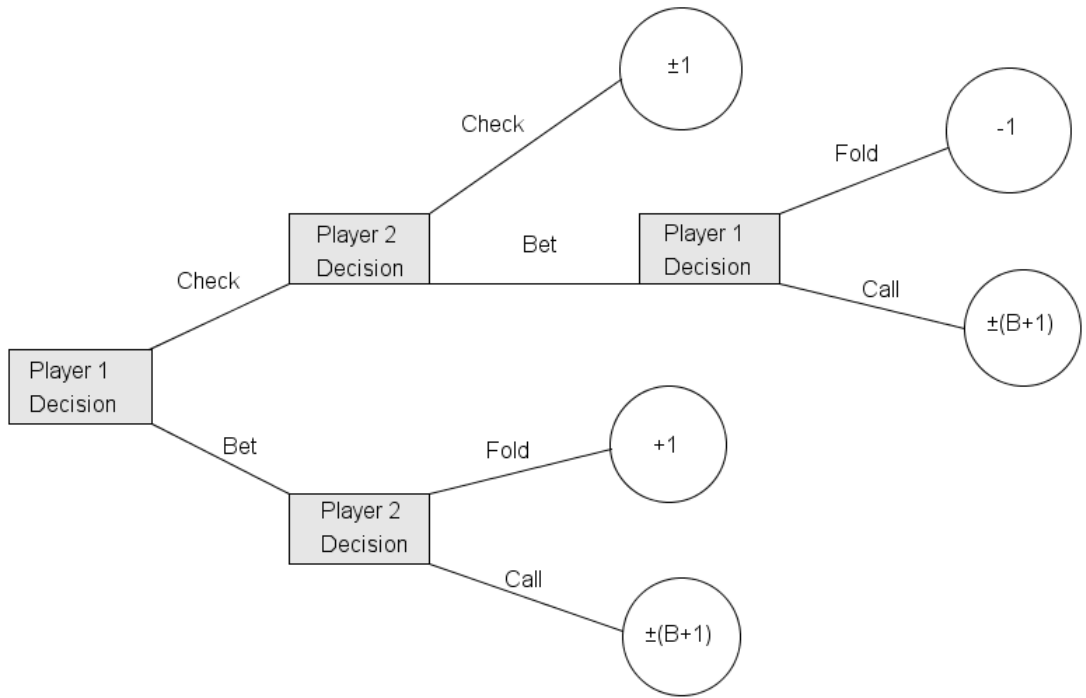 ±1
Check
-1
Fold
Player 2
Decision
Bet
Player 1
Decision
Check
Call
±(B+1)
Player 1
Decision
Bet
Fold
+1
Player 2
Decision
Call
±(B+1)